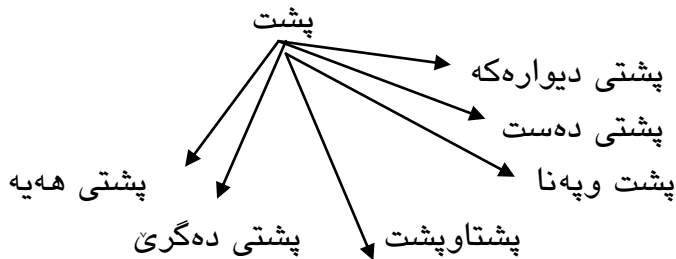 پشت
پشتی دیوارەکە
پشتی دەست
پشت وپەنا
پشتی هەیە
پشتاوپشت
پشتی دەگرێ